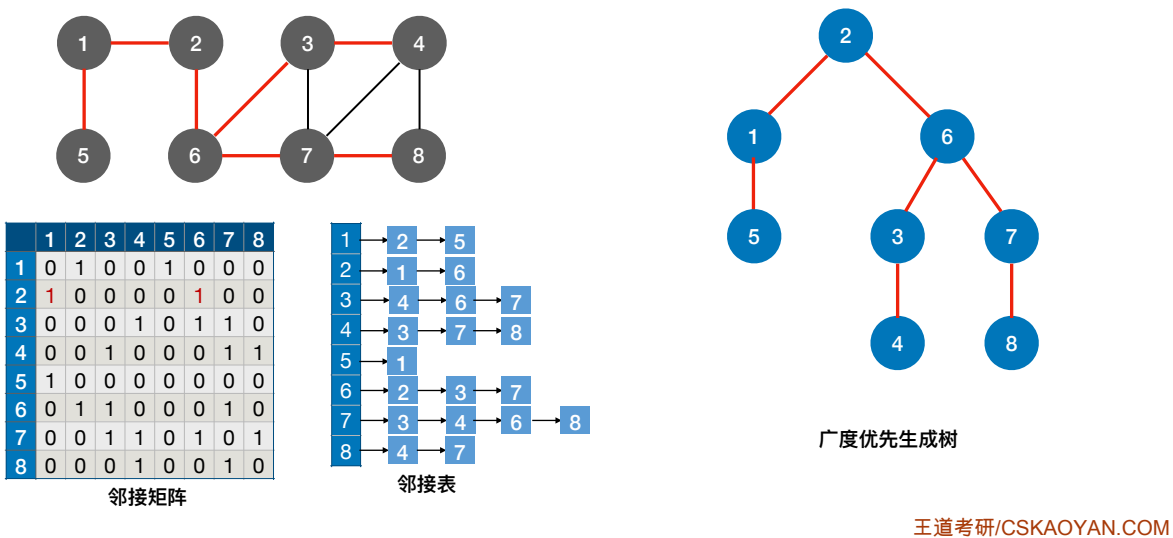 1 2 3 4
5 6 7 8
1 2 3 4 5 6 7 8
1 0 1 0 0 1 0 0 0
2 1 0 0 0 0 1 0 0
3 0 0 0 1 0 1 1 0
4 0 0 1 0 0 0 1 1
5 1 0 0 0 0 0 0 0
6 0 1 1 0 0 0 1 0
7 0 0 1 1 0 1 0 1
8 0 0 0 1 0 0 1 0
邻接矩阵
1 2 5
2 1 6
3 4 6 7
4 3 7 8
5 1
6 2 3 7
7 3 4 6 8
8 4 7
邻接表
2
1 6
5 3 7
4 8
广度优先生成树
王道考研/CSKAOYAN.COM